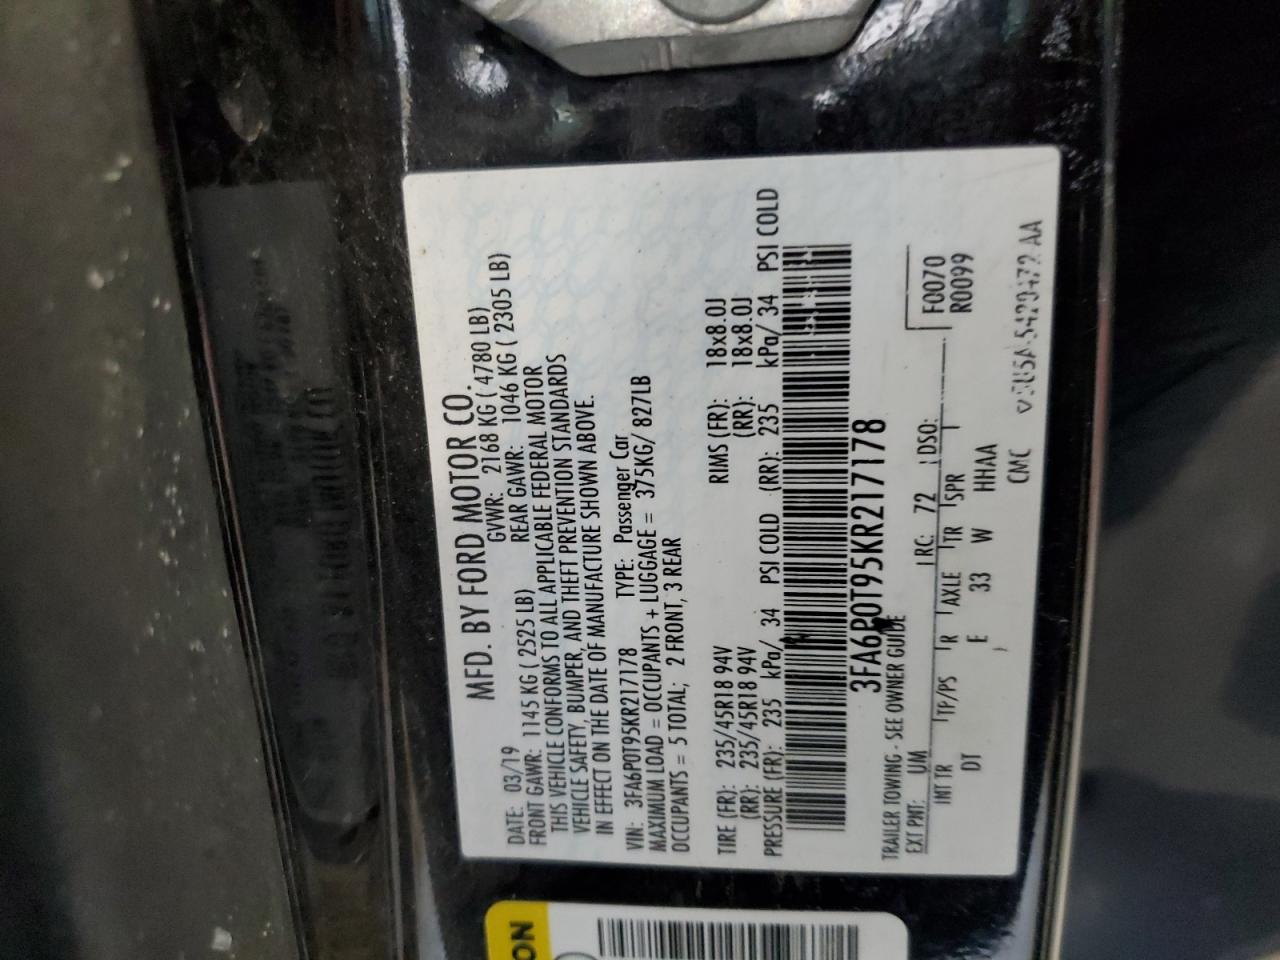 MFD. BY FORD MOTOR CO.
DATE: 03/19 GVWR: 2168 KG ( 4780 LB)
FRONT GAWR: 1145 KG ( 2525 LB) REAR GAWR: 1046 KG ( 2305 LB)
THIS VEHICLE CONFORMS TO ALL APPLICABLE FEDERAL MOTOR
VEHICLE SAFETY, BUMPER, AND THEFT PREVENTION STANDARDS
IN EFFECT ON THE DATE OF MANUFACTURE SHOWN ABOVE.
VIN: 3FA6P0T95KR217178 TYPE: Passenger Car
MAXIMUM LOAD = OCCUPANTS + LUGGAGE = 375KG/ 827LB
OCCUPANTS = 5 TOTAL; 2 FRONT, 3 REAR
TIRE (FR): 235/45R18 94V RIMS (FR): 18x8.0J
(RR): 235/45R18 94V (RR): 18x8.0J
PRESSURE (FR): 235 kPa/ 34 PSI COLD (RR): 235 kPa/ 34 PSI COLD
3FA6P0T95KR217178
TRAILER TOWING - SEE OWNER GUIDE
EXT PNT: UM RC: 72 DSO:
F0070
R0099
INT TR TP/PS R AXLE TR SPR
DT E 33 W HHAA
CMC
ON